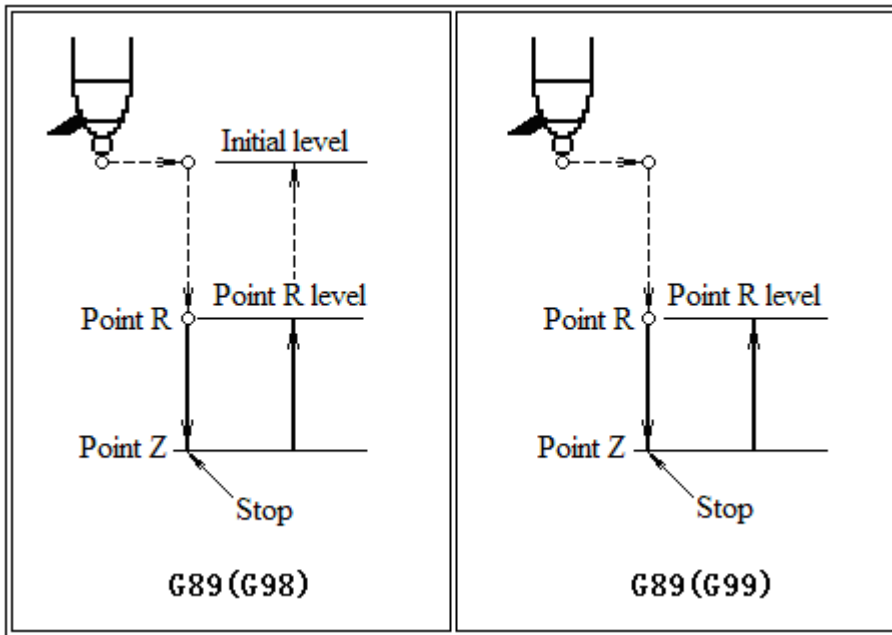 Initial level
Point R level
Point R
Point Z
Stop
G89(G98)
Point R level
Point R
Point Z
Stop
G89(G99)